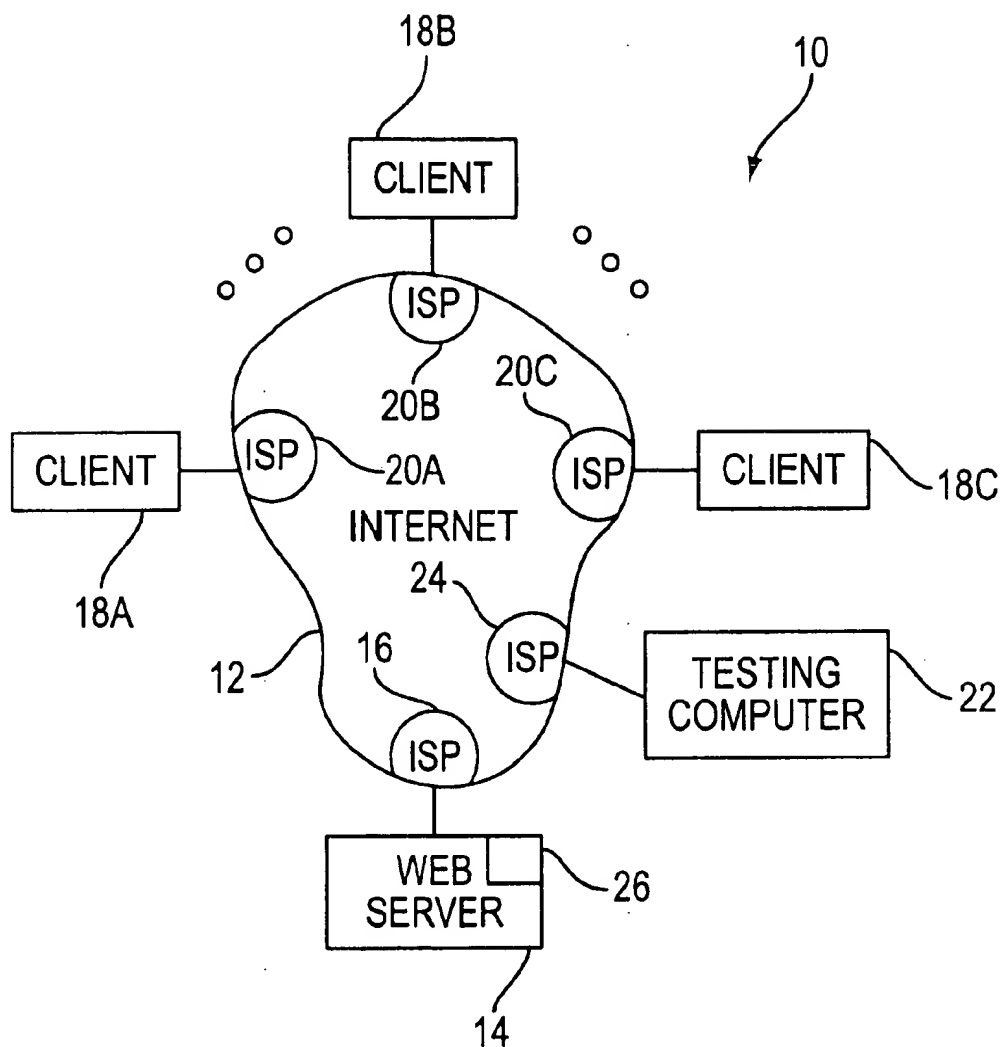 18B
10
CLIENT
ISP
20B
20C
CLIENT
ISP
20A
ISP
CLIENT
18C
INTERNET
18A
24
12
16
ISP
TESTING
COMPUTER
22
ISP
WEB
SERVER
26
14